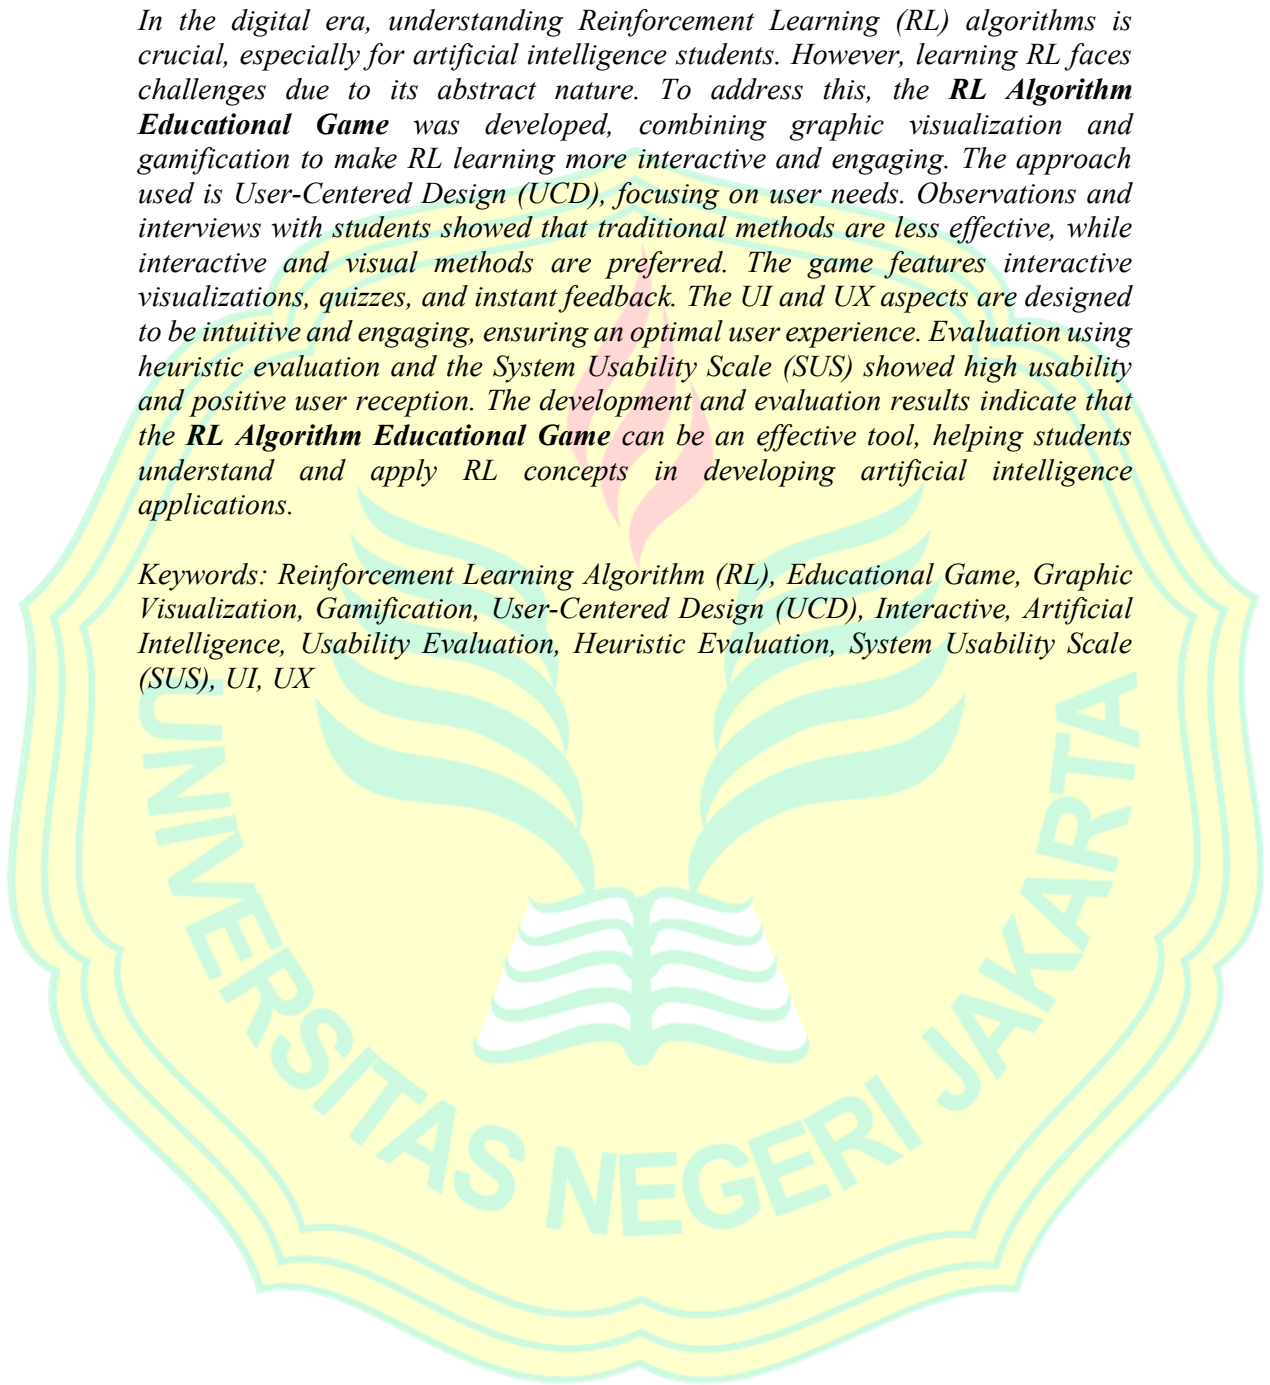 In the digital era, understanding Reinforcement Learning (RL) algorithms is
crucial, especially for artificial intelligence students. However, learning RL faces
challenges due to its abstract nature. To address this, the RL Algorithm
Educational Game was developed, combining graphic visualization and
gamification to make RL learning more interactive and engaging. The approach
used is User-Centered Design (UCD), focusing on user needs. Observations and
interviews with students showed that traditional methods are less effective, while
interactive and visual methods are preferred. The game features interactive
visualizations, quizzes, and instant feedback. The UI and UX aspects are designed
to be intuitive and engaging, ensuring an optimal user experience. Evaluation using
heuristic evaluation and the System Usability Scale (SUS) showed high usability
and positive user reception. The development and evaluation results indicate that
the RL Algorithm Educational Game can be an effective tool, helping students
understand and apply RL concepts in developing artificial intelligence
applications.
Keywords: Reinforcement Learning Algorithm (RL), Educational Game, Graphic
Visualization, Gamification, User-Centered Design (UCD), Interactive, Artificial
Intelligence, Usability Evaluation, Heuristic Evaluation, System Usability Scale
(SUS), UI, UX
UNIVERSITAS NEGERI JAKARTA